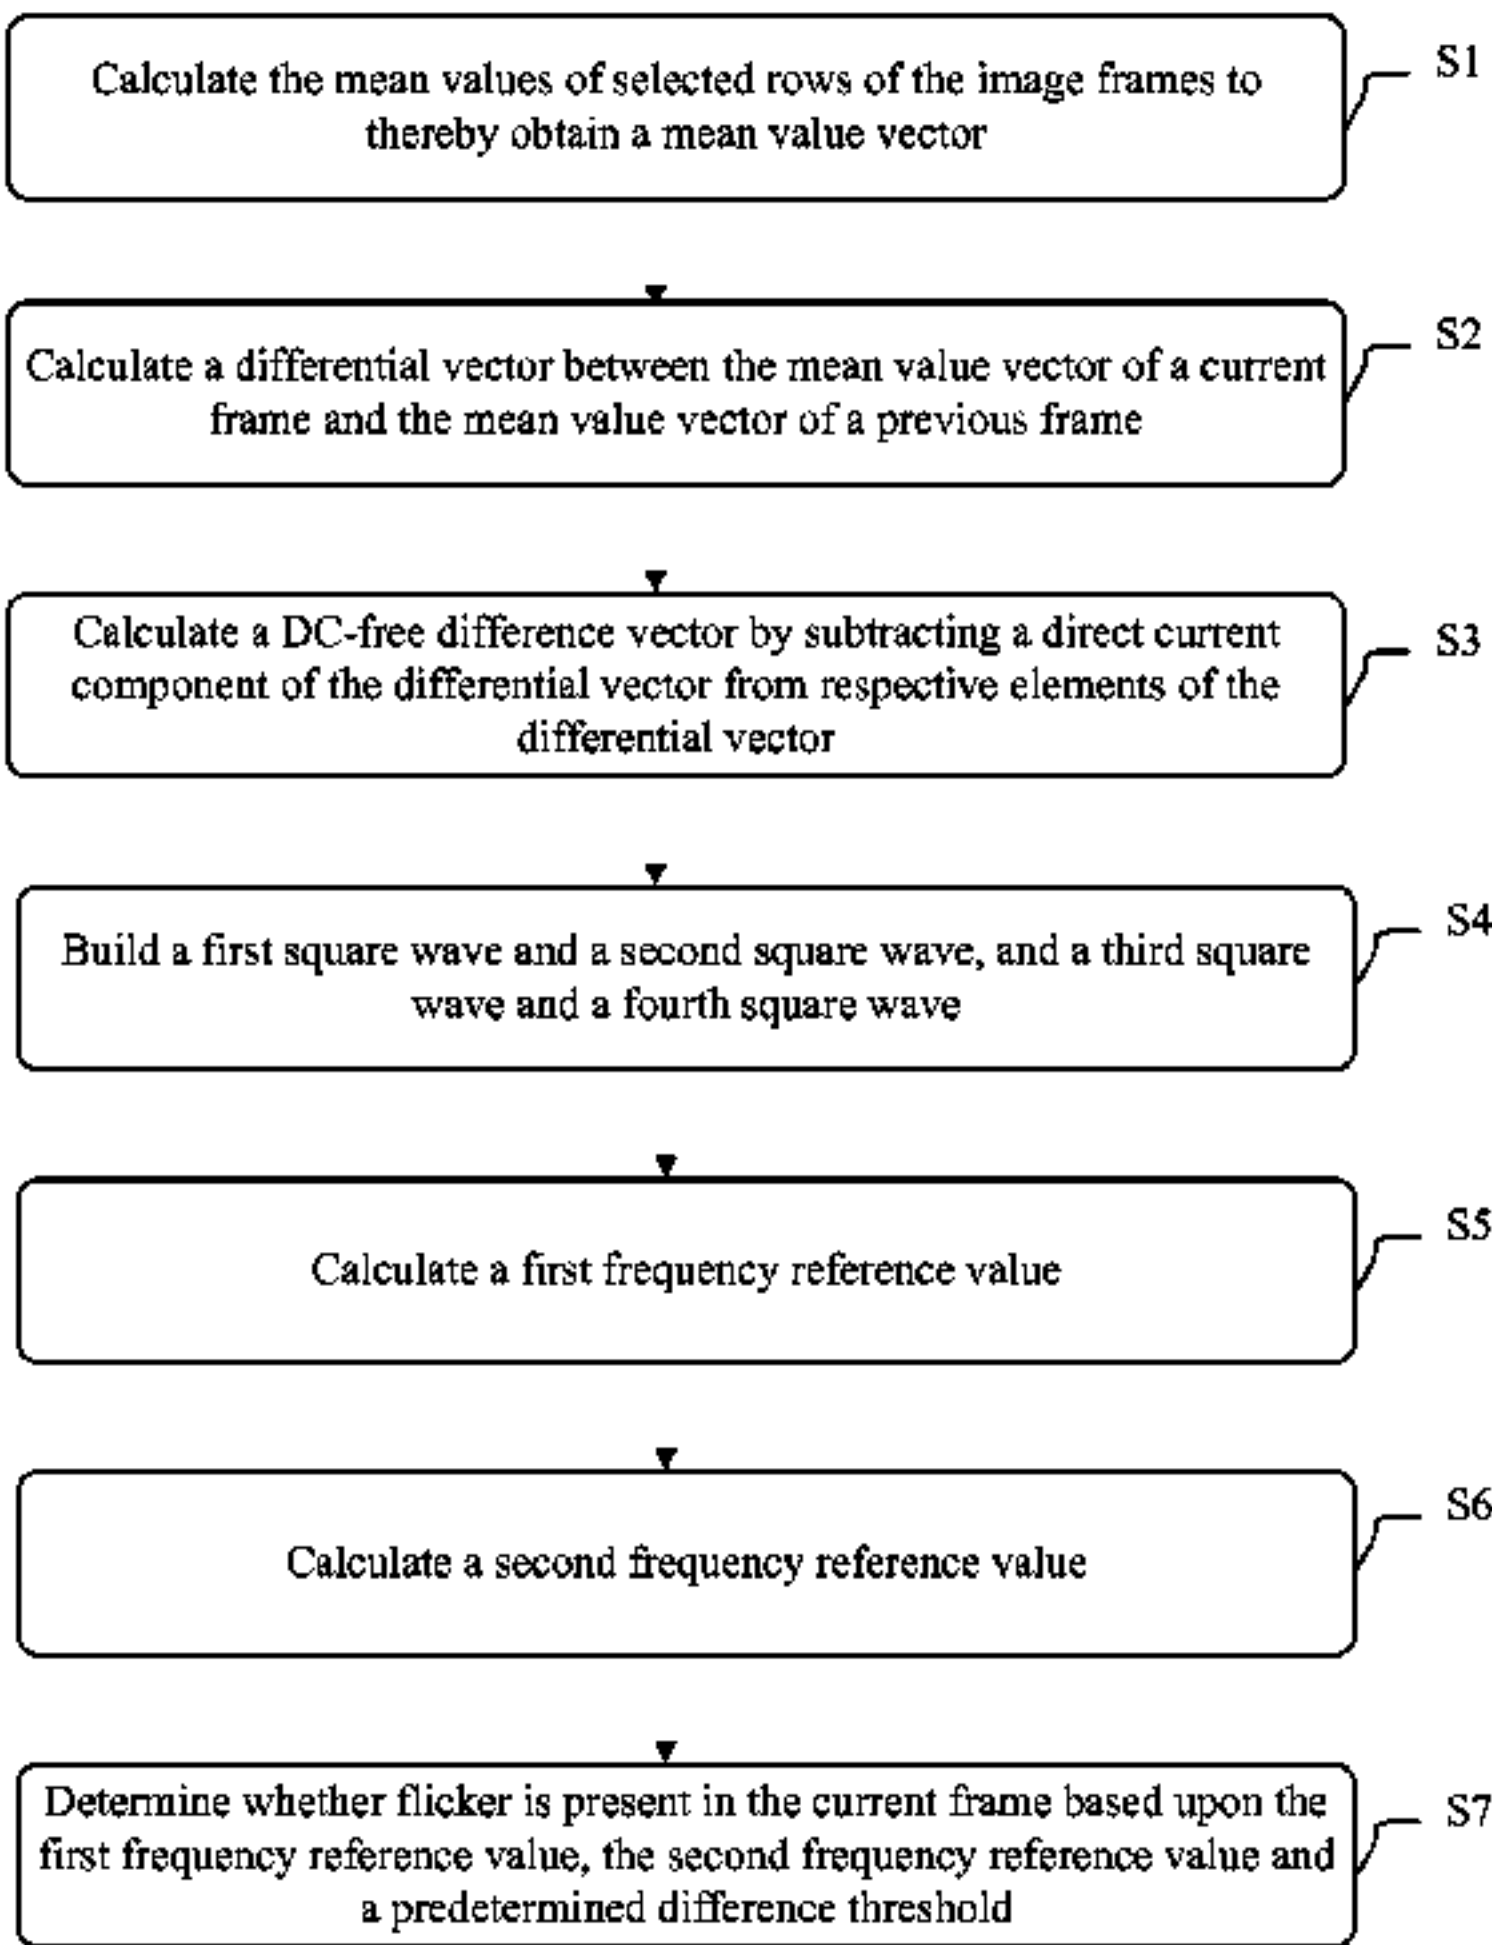 Calculate the mean values of selected rows of the image frames to
thereby obtain a mean value vector
S1
Calculate a differential vector between the mean value vector of a current
frame and the mean value vector of a previous frame
S2
Calculate a DC-free difference vector by subtracting a direct current
component of the differential vector from respective elements of the
differential vector
S3
Build a first square wave and a second square wave, and a third square
wave and a fourth square wave
S4
Calculate a first frequency reference value
S5
Calculate a second frequency reference value
S6
Determine whether flicker is present in the current frame based upon the
first frequency reference value, the second frequency reference value and
a predetermined difference threshold
S7